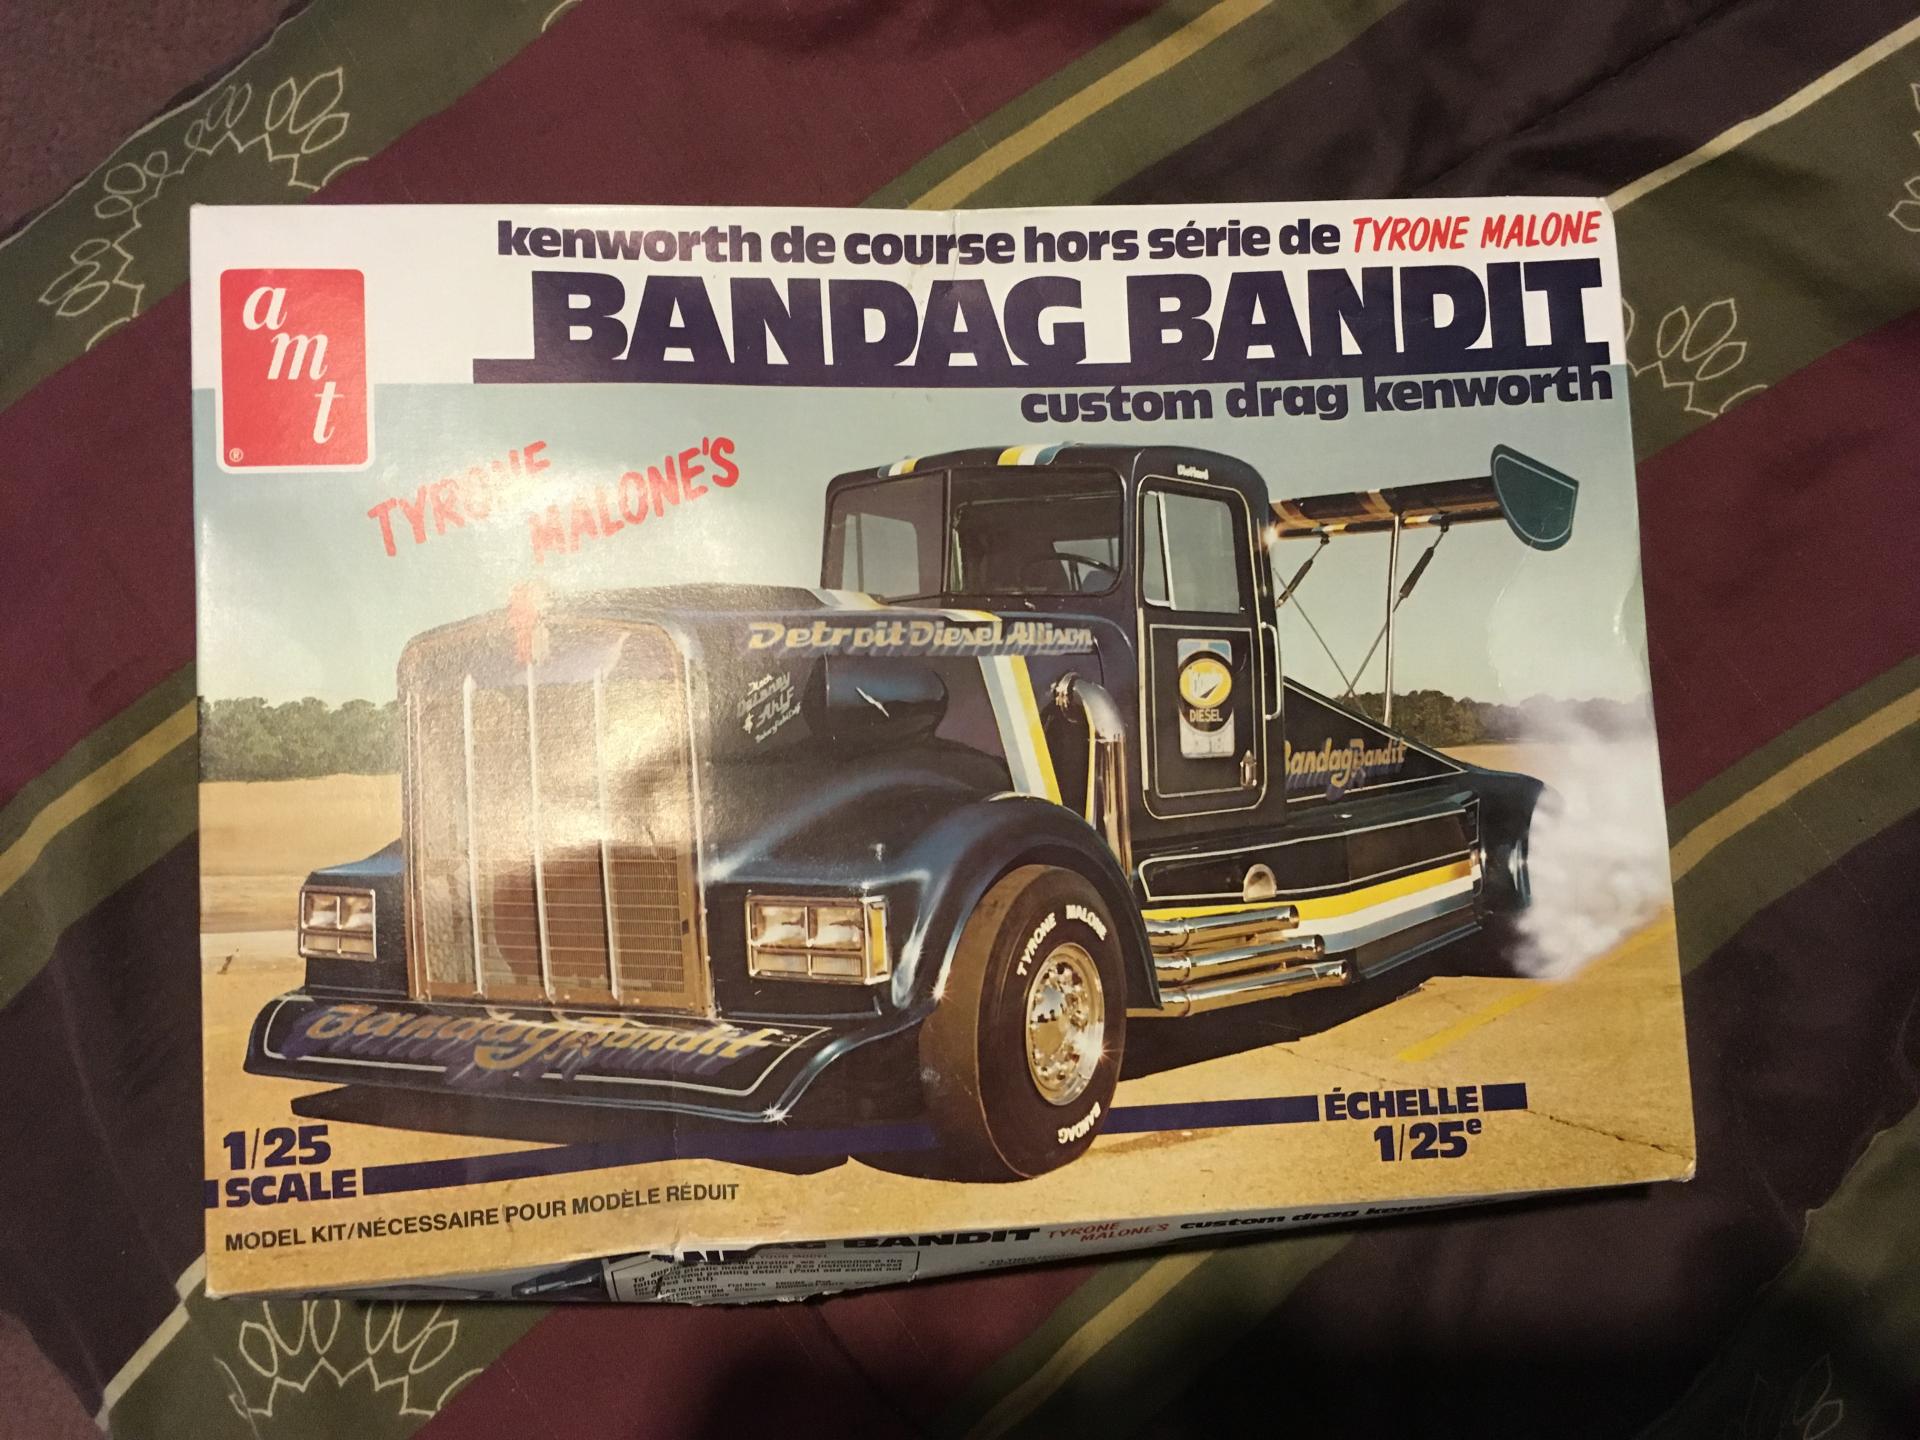 kenworth de course hors série de TYRONE MALONE
BANDAG BANDIT
custom drag kenworth
amt
®
TYRONE
MALONE'S
Detroit Diesel Allison
DIESEL
Bandag Bandit
TYRONE MALONE
BANDAG
Bandag Bandit
1/25
SCALE
ÉCHELLE
1/25e
MODEL KIT/NÉCESSAIRE POUR MODÈLE RÉDUIT
BANDIT TYRONE MALONE'S custom drag kenworth